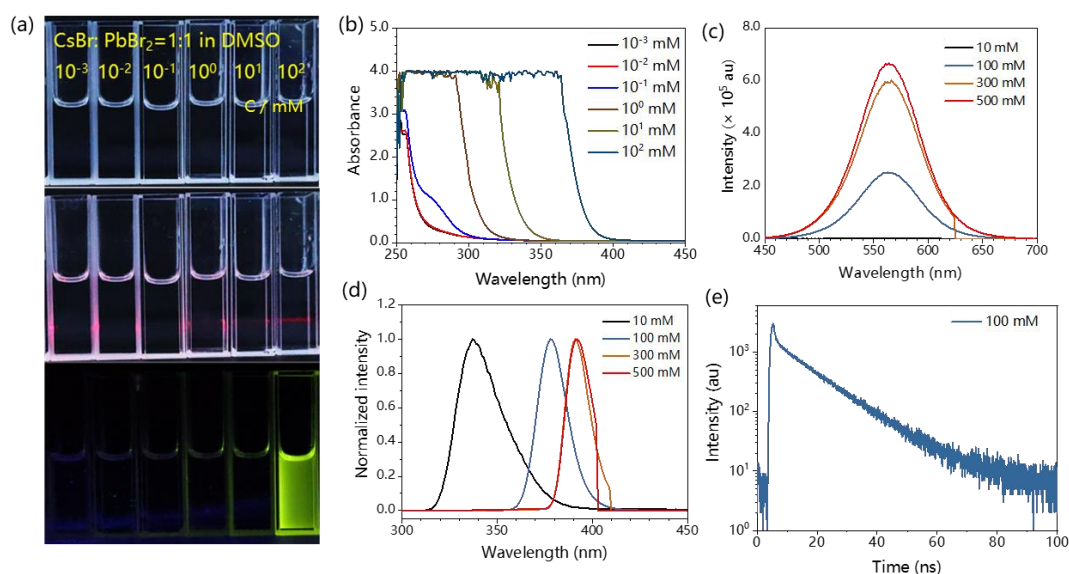 (a)
CsBr: PbBr₂=1:1 in DMSO
10⁻³ 10⁻² 10⁻¹ 10⁰ 10¹ 10²
C / mM
(b)
Absorbance
5.0
4.0
3.0
2.0
1.0
0.0
10⁻³ mM
10⁻² mM
10⁻¹ mM
10⁰ mM
10¹ mM
10² mM
250 300 350 400 450
Wavelength (nm)
(c)
Intensity (× 10⁵ au)
8.0
6.0
4.0
2.0
0.0
10 mM
100 mM
300 mM
500 mM
450 500 550 600 650 700
Wavelength (nm)
(d)
Normalized intensity
1.2
1.0
0.8
0.6
0.4
0.2
0.0
10 mM
100 mM
300 mM
500 mM
300 350 400 450
Wavelength (nm)
(e)
Intensity (au)
10³
10²
10¹
10⁰
100 mM
0 20 40 60 80 100
Time (ns)